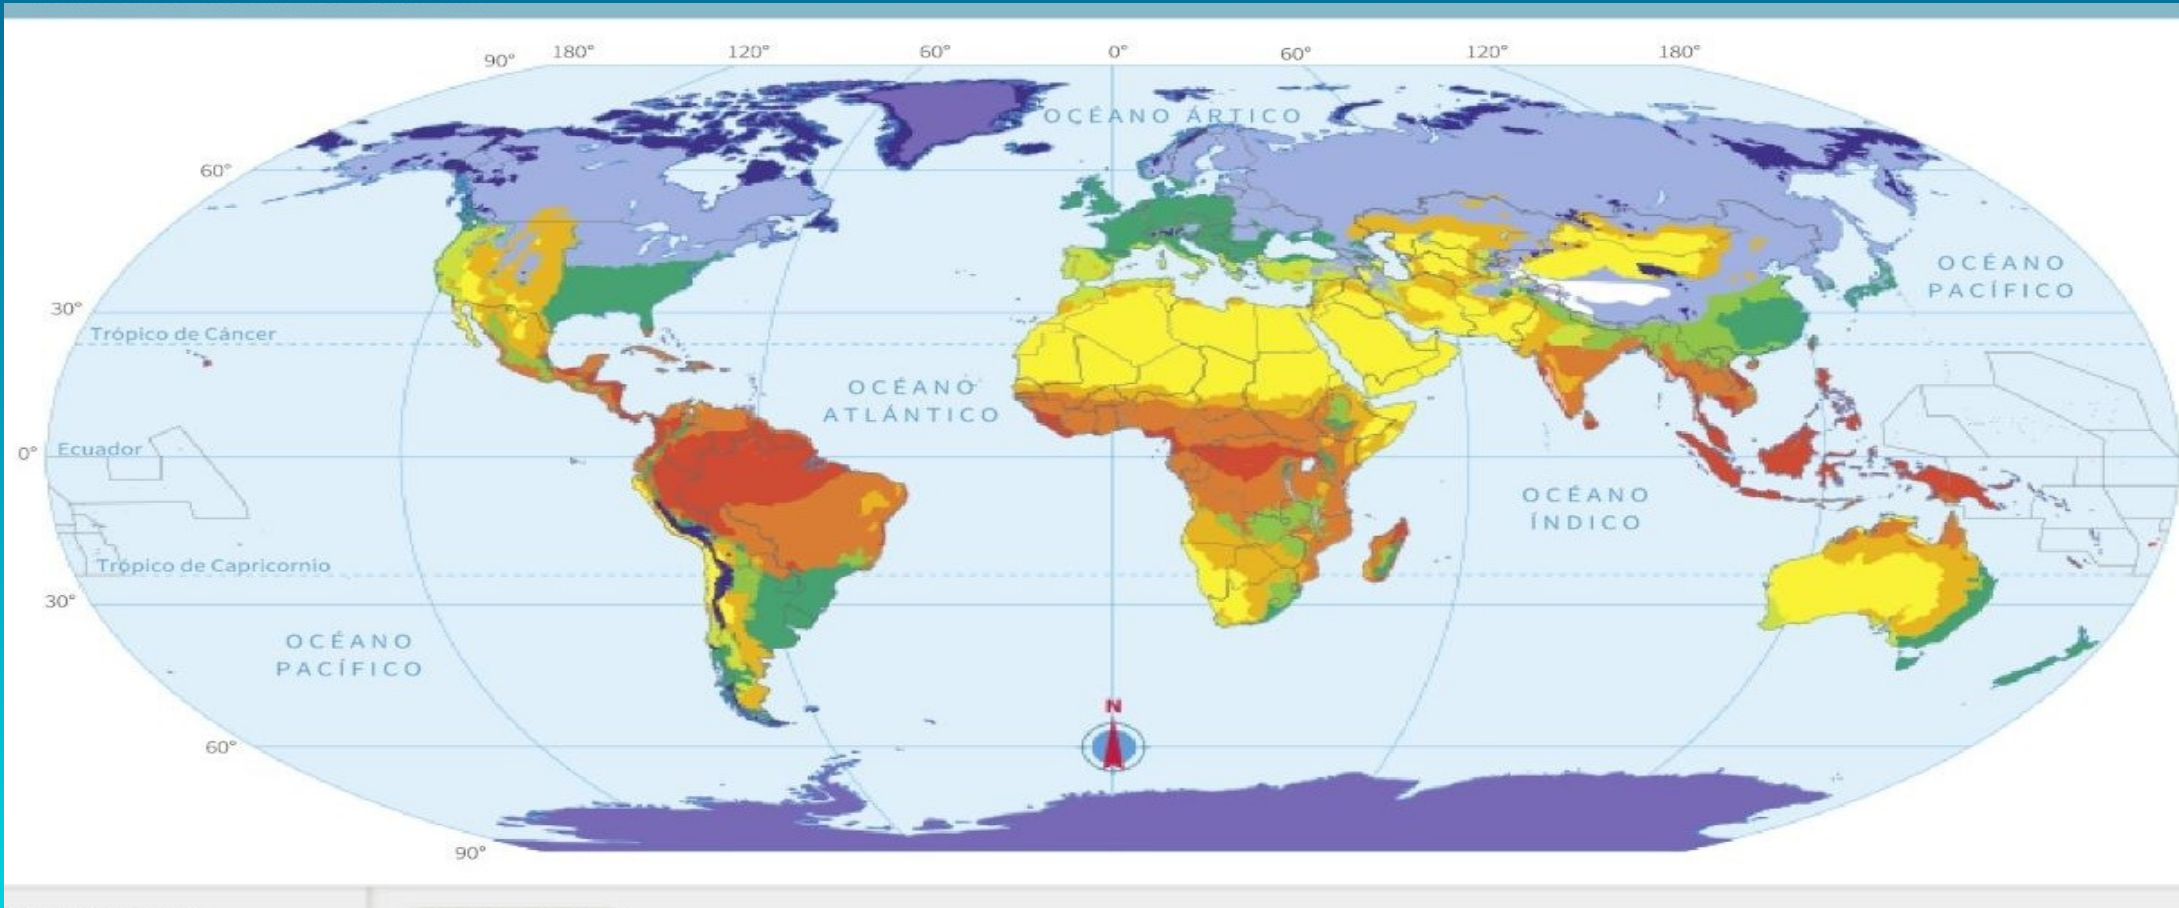 90°
180°
120°
60°
0°
60°
120°
180°
OCÉANO ÁRTICO
60°
OCÉANO
PACÍFICO
30°
Trópico de Cáncer
OCÉANO
ATLÁNTICO
0°
Ecuador
OCÉANO
ÍNDICO
Trópico de Capricornio
30°
OCÉANO
PACÍFICO
N
60°
90°